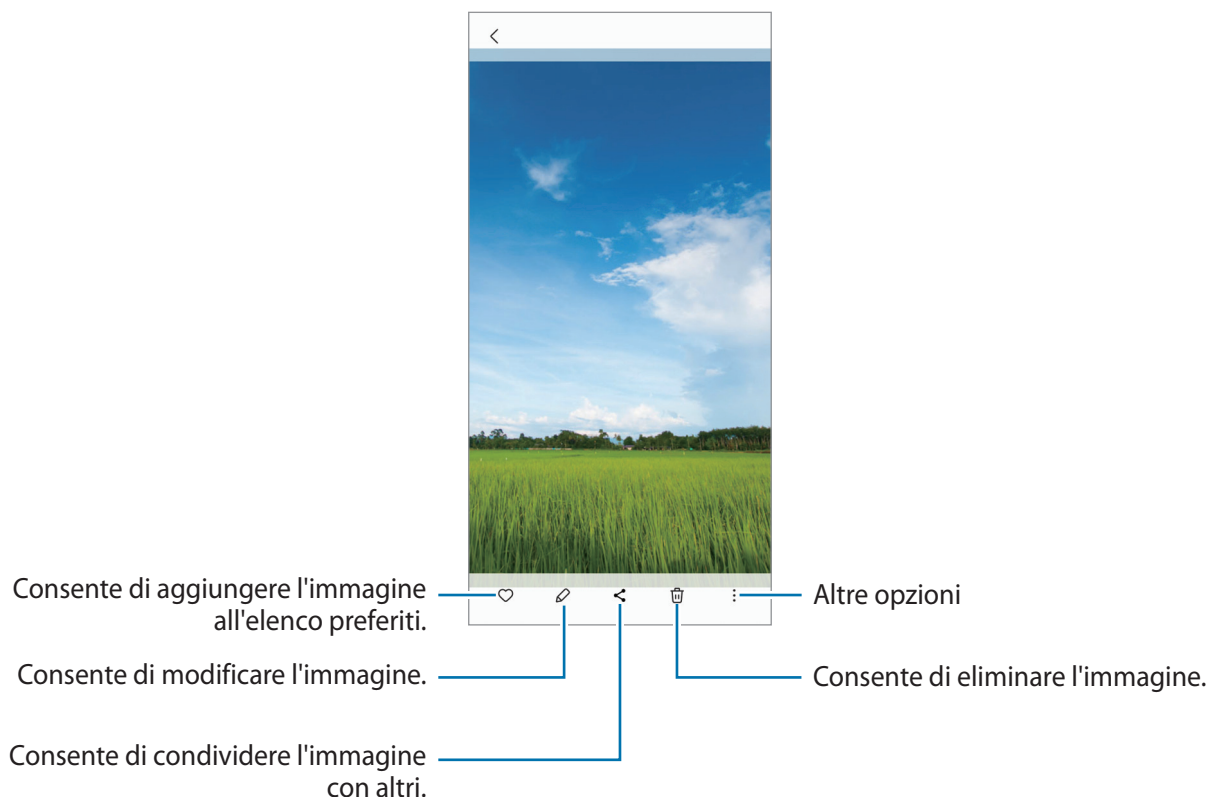 Consente di aggiungere l'immagine
all'elenco preferiti.
Altre opzioni
Consente di modificare l'immagine.
Consente di eliminare l'immagine.
Consente di condividere l'immagine
con altri.